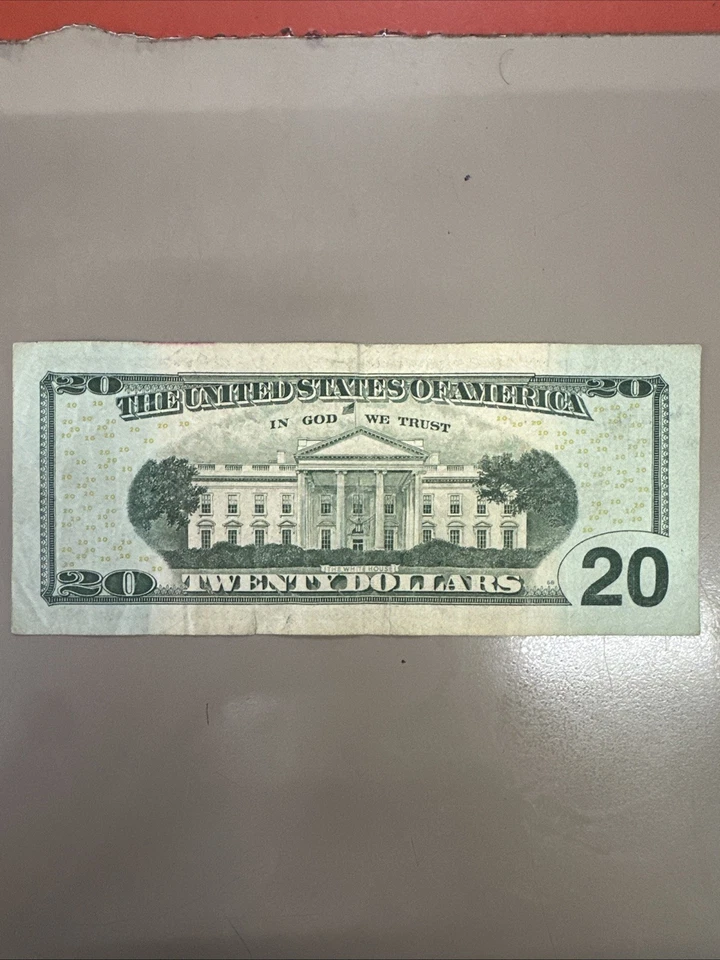 20 THE UNITED STATES OF AMERICA 20
IN GOD WE TRUST
THE WHITE HOUSE
20 TWENTY DOLLARS 20